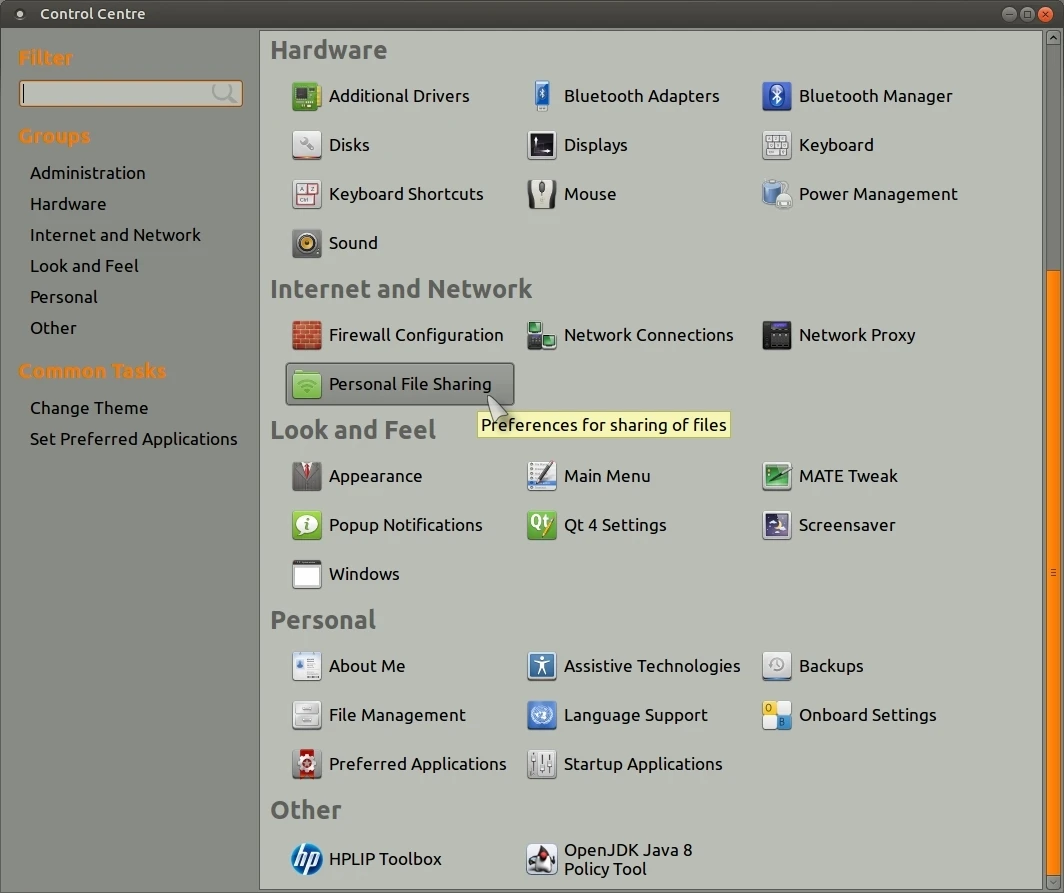 Control Centre
Filter
Groups
Administration
Hardware
Internet and Network
Look and Feel
Personal
Other
Common Tasks
Change Theme
Set Preferred Applications
Hardware
Additional Drivers
Bluetooth Adapters
Bluetooth Manager
Disks
Displays
Keyboard
Keyboard Shortcuts
Mouse
Power Management
Sound
Internet and Network
Firewall Configuration
Network Connections
Network Proxy
Personal File Sharing
Preferences for sharing of files
Look and Feel
Appearance
Main Menu
MATE Tweak
Popup Notifications
Qt
Qt 4 Settings
Screensaver
Windows
Personal
About Me
Assistive Technologies
Backups
File Management
Language Support
Onboard Settings
Preferred Applications
Startup Applications
Other
hp
HPLIP Toolbox
OpenJDK Java 8
Policy Tool